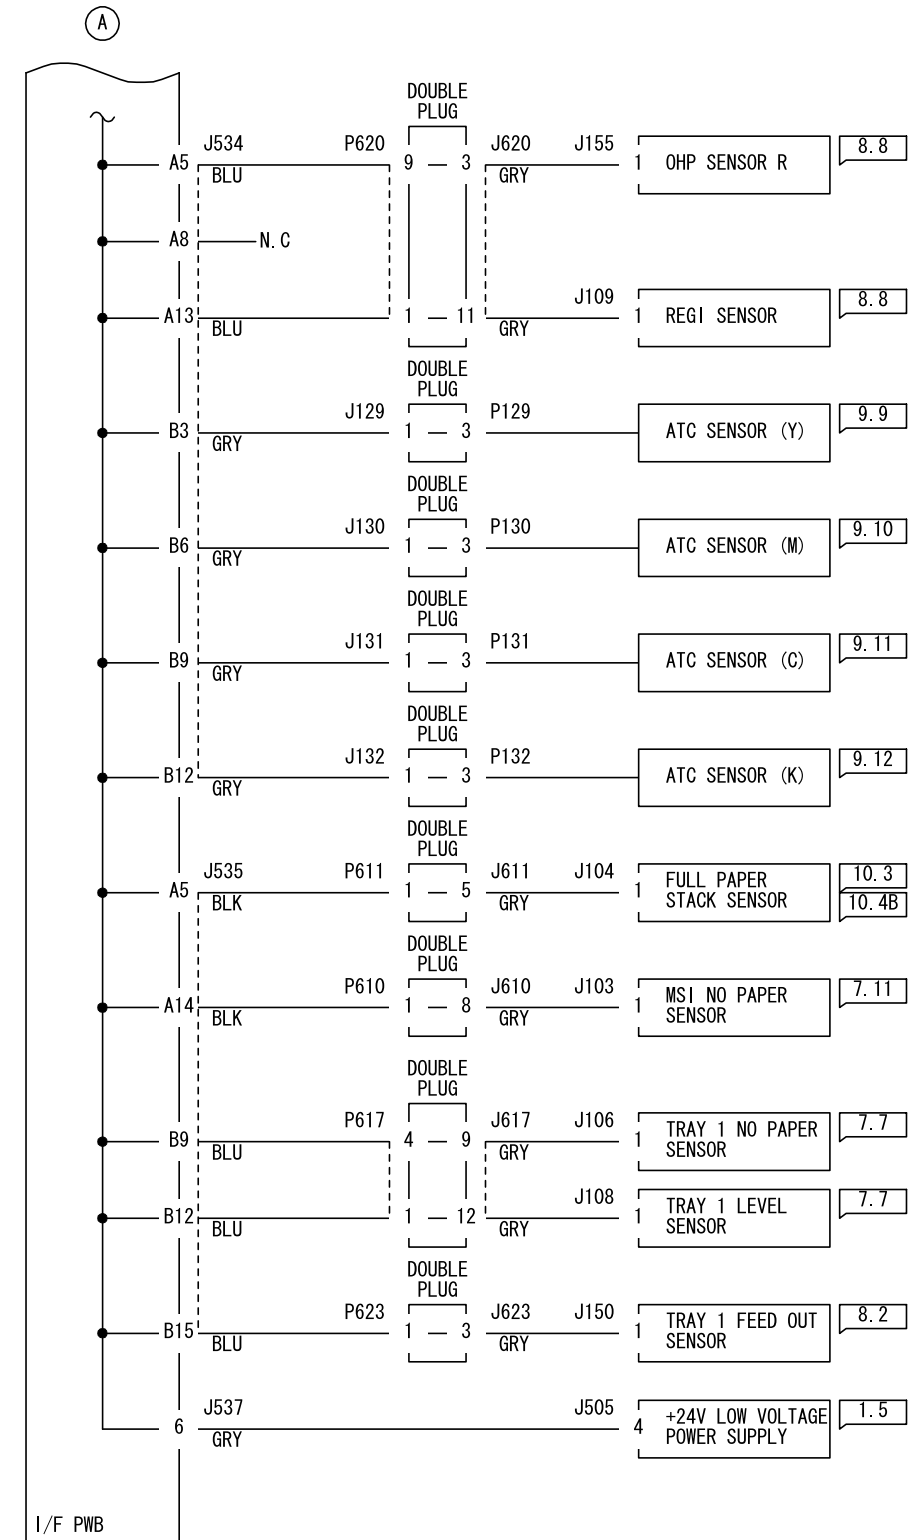 A
DOUBLE
PLUG
J534 P620 J620 J155
A5 9 — 3 1 OHP SENSOR R 8.8
BLU GRY
A8 N.C
J109
A13 1 — 11 1 REGI SENSOR 8.8
BLU GRY
DOUBLE
PLUG
J129 P129
B3 1 — 3 ATC SENSOR (Y) 9.9
GRY
DOUBLE
PLUG
J130 P130
B6 1 — 3 ATC SENSOR (M) 9.10
GRY
DOUBLE
PLUG
J131 P131
B9 1 — 3 ATC SENSOR (C) 9.11
GRY
DOUBLE
PLUG
J132 P132
B12 1 — 3 ATC SENSOR (K) 9.12
GRY
DOUBLE
PLUG
J535 P611 J611 J104
A5 1 — 5 1 FULL PAPER 10.3
STACK SENSOR 10.4B
BLK GRY
DOUBLE
PLUG
J610 J103
P610
A14 1 — 8 1 MSI NO PAPER 7.11
SENSOR
BLK GRY
DOUBLE
PLUG
P617 J617 J106
B9 4 — 9 1 TRAY 1 NO PAPER 7.7
SENSOR
BLU GRY
J108
B12 1 — 12 1 TRAY 1 LEVEL 7.7
SENSOR
BLU GRY
DOUBLE
PLUG
P623 J623 J150
B15 1 — 3 1 TRAY 1 FEED OUT 8.2
SENSOR
BLU GRY
J537 J505
6 4 +24V LOW VOLTAGE 1.5
POWER SUPPLY
GRY
I/F PWB